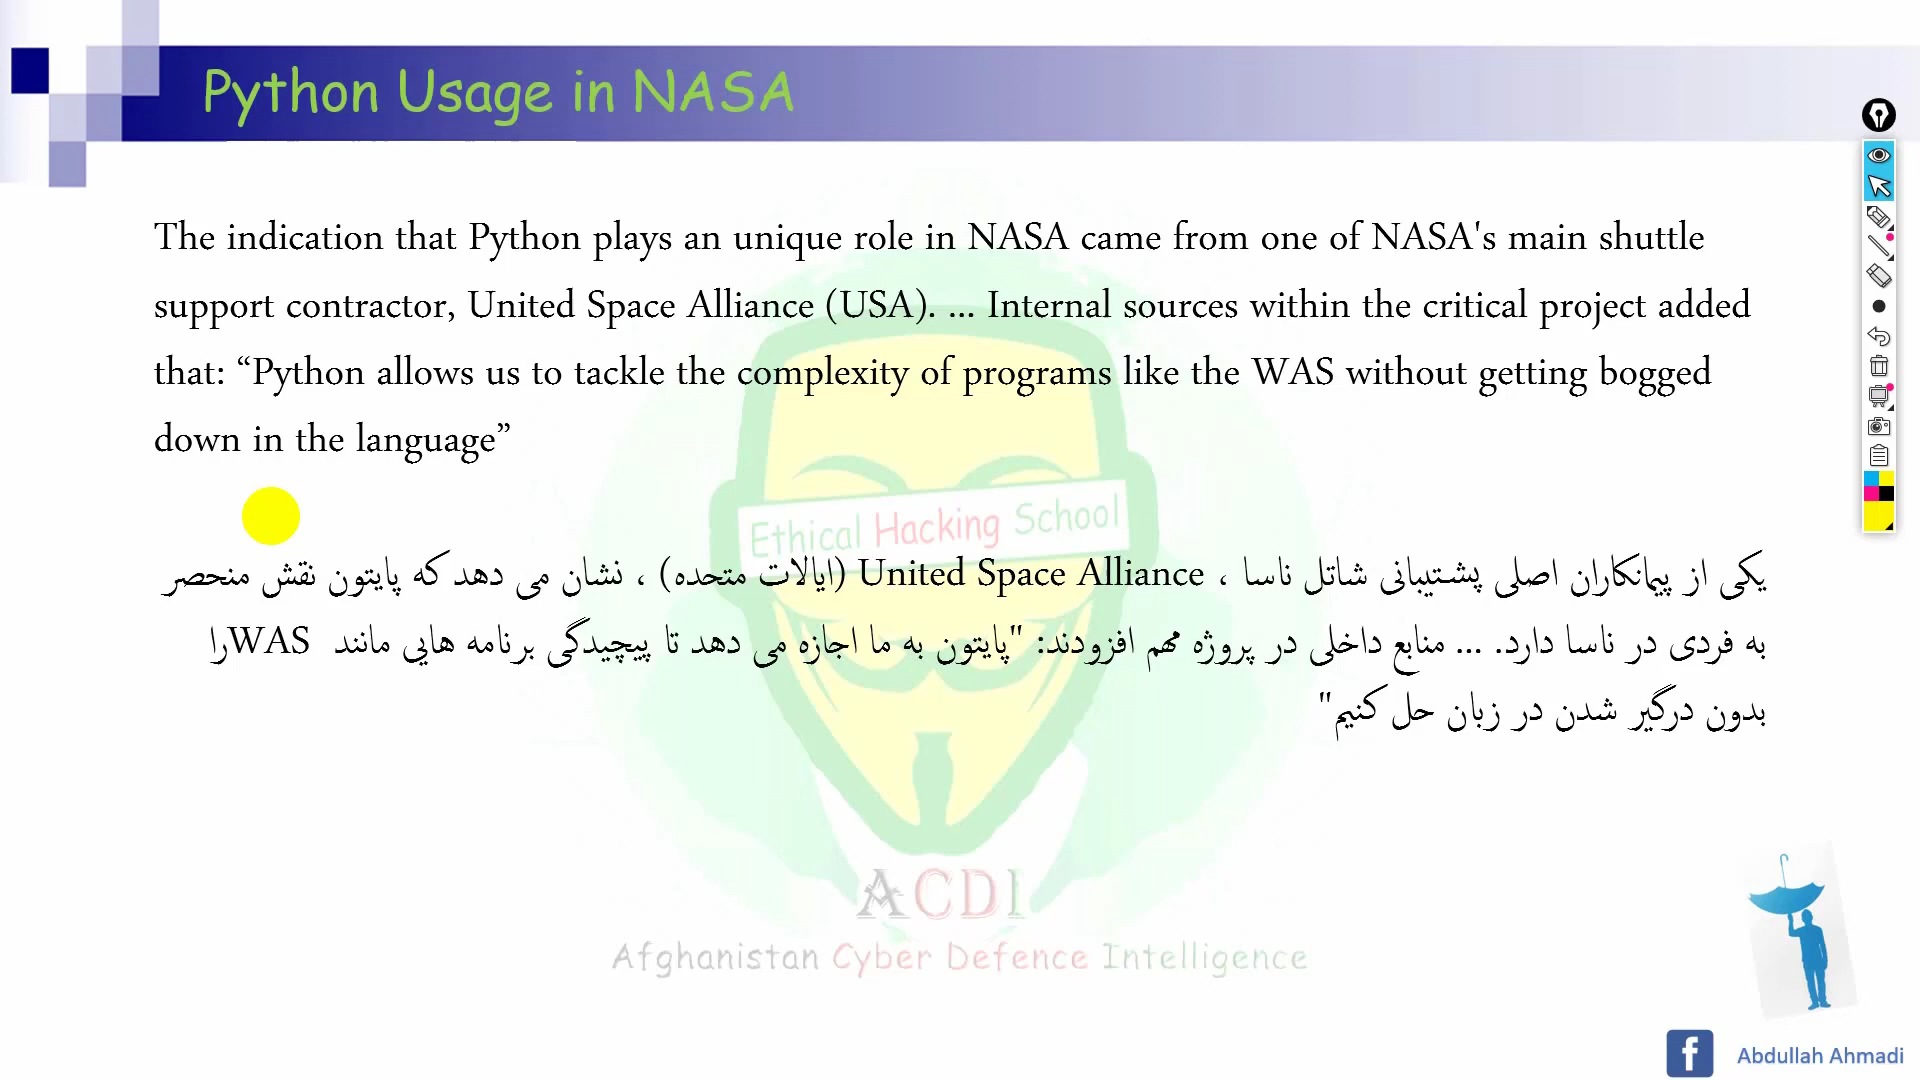 Python Usage in NASA
The indication that Python plays an unique role in NASA came from one of NASA's main shuttle
support contractor, United Space Alliance (USA). ... Internal sources within the critical project added
that: “Python allows us to tackle the complexity of programs like the WAS without getting bogged
down in the language”
Ethical Hacking School
یکی از پیمانکاران اصلی پشتیبانی شاتل ناسا ، United Space Alliance (ایالات متحده) ، نشان می دهد که پایتون نقش منحصر
به فردی در ناسا دارد. ... منابع داخلی در پروژه مهم افزودند: "پایتون به ما اجازه می دهد تا پیچیدگی برنامه هایی مانند WASرا
بدون درگیر شدن در زبان حل کنیم"
ACDI
Afghanistan Cyber Defence Intelligence
f Abdullah Ahmadi